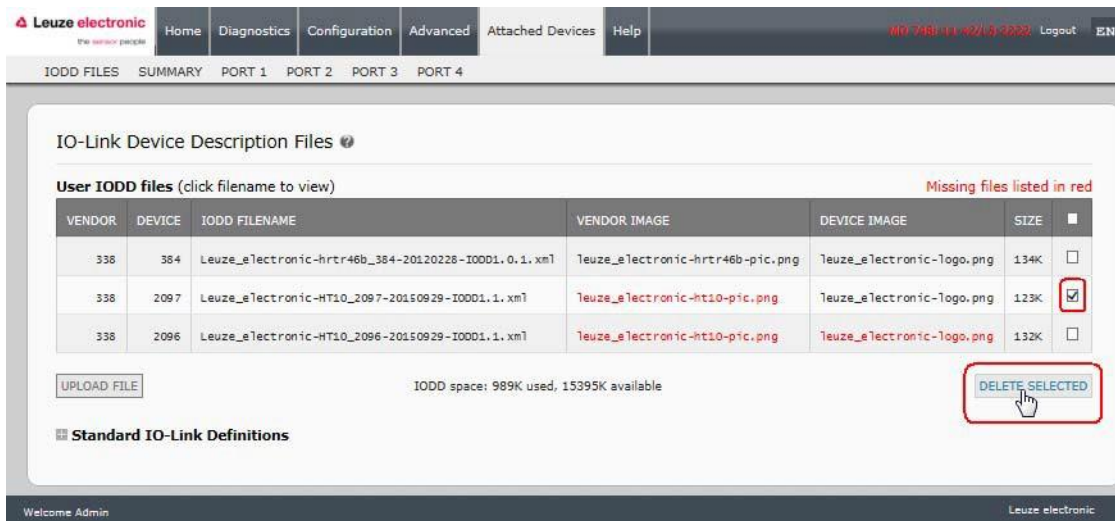 Leuze electronic
the sensor people
Home Diagnostics Configuration Advanced Attached Devices Help
Logout EN
IODD FILES SUMMARY PORT 1 PORT 2 PORT 3 PORT 4
IO-Link Device Description Files
User IODD files (click filename to view)
Missing files listed in red
VENDOR DEVICE IODD FILENAME VENDOR IMAGE DEVICE IMAGE SIZE
338 384 Leuze_electronic-hrtr46b_384-20120228-IODD1.0.1.xml leuze_electronic-hrtr46b-pic.png leuze_electronic-logo.png 134K
338 2097 Leuze_electronic-HT10_2097-20150929-IODD1.1.xml leuze_electronic-ht10-pic.png leuze_electronic-logo.png 123K
338 2096 Leuze_electronic-HT10_2096-20150929-IODD1.1.xml leuze_electronic-ht10-pic.png leuze_electronic-logo.png 132K
UPLOAD FILE
IODD space: 989K used, 15395K available
DELETE SELECTED
Standard IO-Link Definitions
Welcome Admin
Leuze electronic